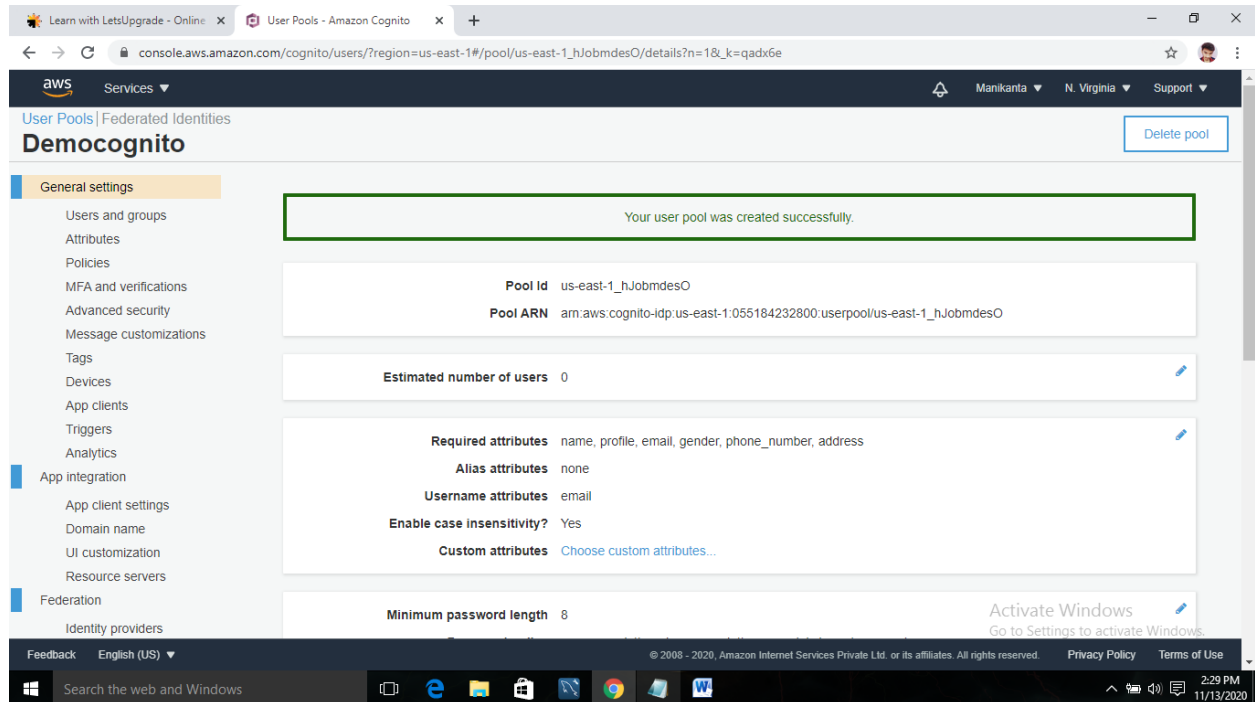 Learn with LetsUpgrade - Online
User Pools - Amazon Cognito
console.aws.amazon.com/cognito/users/?region=us-east-1#/pool/us-east-1_hJobmdesO/details?n=1&_k=qadx6e
aws Services Manikanta N. Virginia Support
User Pools | Federated Identities
Democognito
Delete pool
General settings
Users and groups
Attributes
Policies
MFA and verifications
Advanced security
Message customizations
Tags
Devices
App clients
Triggers
Analytics
App integration
App client settings
Domain name
UI customization
Resource servers
Federation
Identity providers
Your user pool was created successfully.
Pool Id us-east-1_hJobmdesO
Pool ARN arn:aws:cognito-idp:us-east-1:055184232800:userpool/us-east-1_hJobmdesO
Estimated number of users 0
Required attributes name, profile, email, gender, phone_number, address
Alias attributes none
Username attributes email
Enable case insensitivity? Yes
Custom attributes Choose custom attributes...
Minimum password length 8
Activate Windows
Go to Settings to activate Windows.
Feedback English (US) © 2008 - 2020, Amazon Internet Services Private Ltd. or its affiliates. All rights reserved. Privacy Policy Terms of Use
Search the web and Windows
2:29 PM
11/13/2020